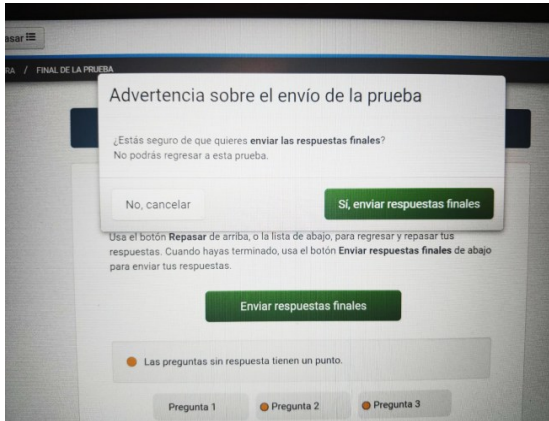 FINAL DE LA PRUEBA
Advertencia sobre el envío de la prueba
¿Estás seguro de que quieres enviar las respuestas finales?
No podrás regresar a esta prueba.
No, cancelar
Sí, enviar respuestas finales
Usa el botón Repasar de arriba, o la lista de abajo, para regresar y repasar tus
respuestas. Cuando hayas terminado, usa el botón Enviar respuestas finales de abajo
para enviar tus respuestas.
Enviar respuestas finales
Las preguntas sin respuesta tienen un punto.
Pregunta 1
Pregunta 2
Pregunta 3